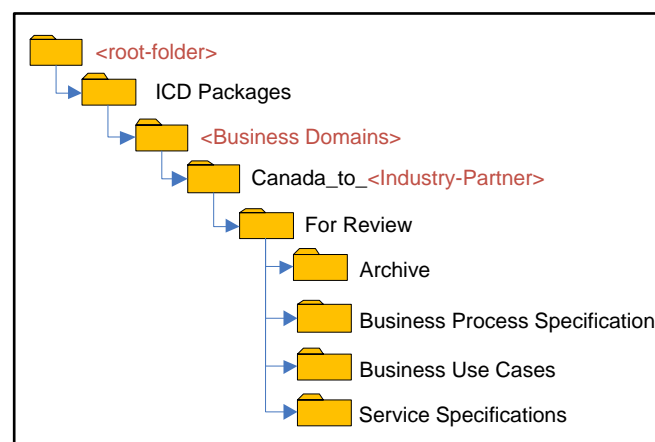 <root-folder>
ICD Packages
<Business Domains>
Canada_to_<Industry-Partner>
For Review
Archive
Business Process Specification
Business Use Cases
Service Specifications